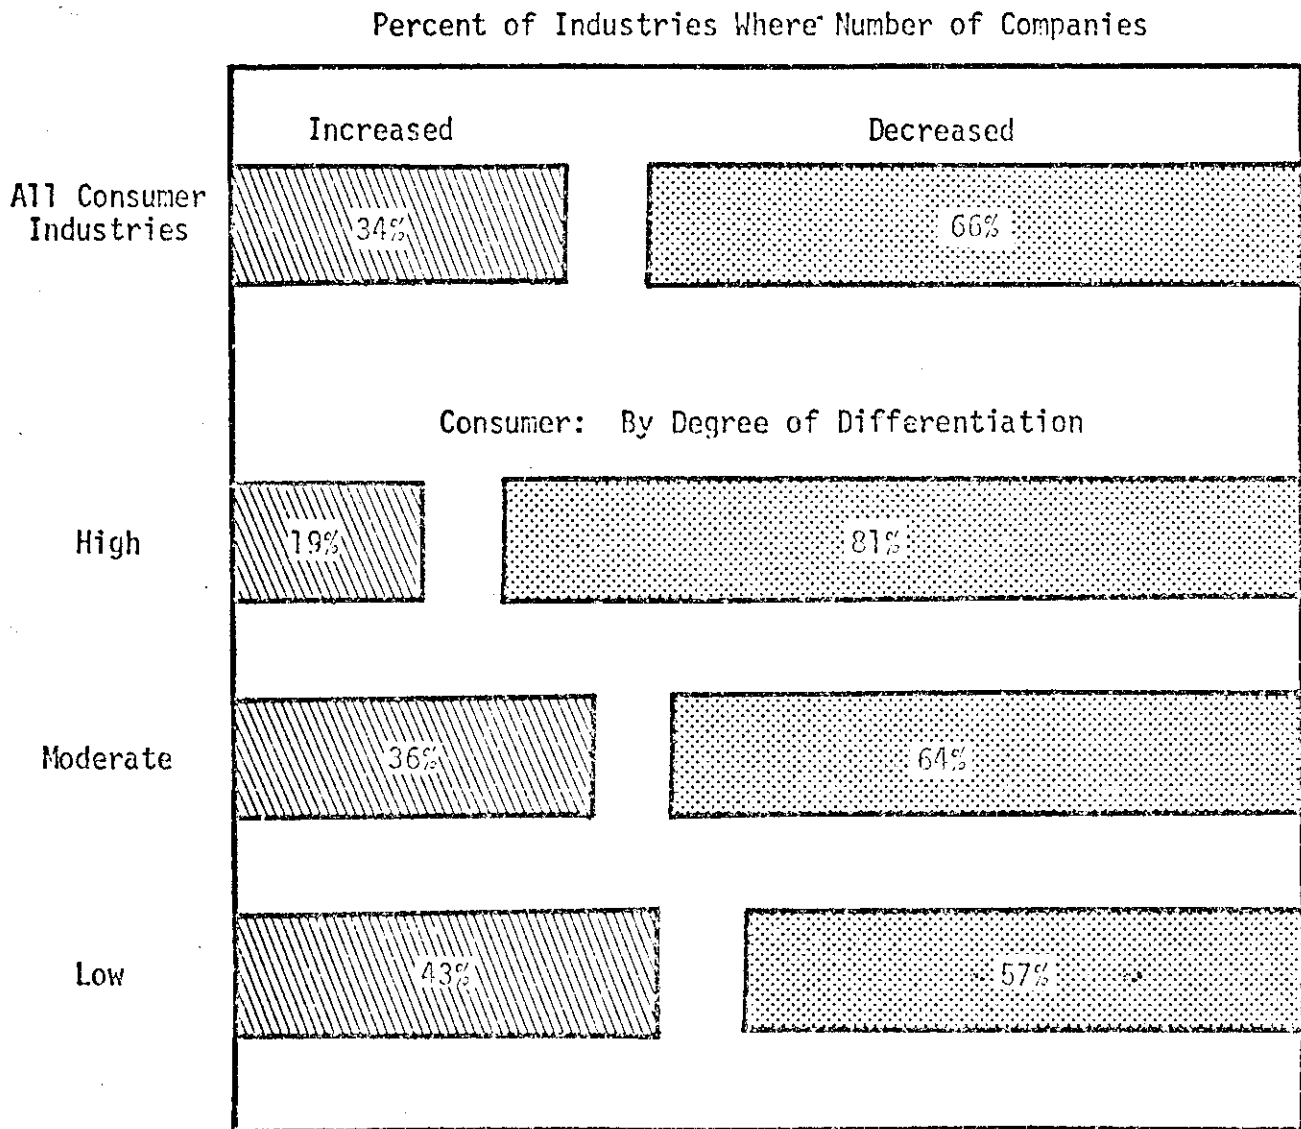 Percent of Industries Where Number of Companies
Increased Decreased
All Consumer
Industries
34% 66%
Consumer: By Degree of Differentiation
High 19% 81%
Moderate 36% 64%
Low 43% 57%